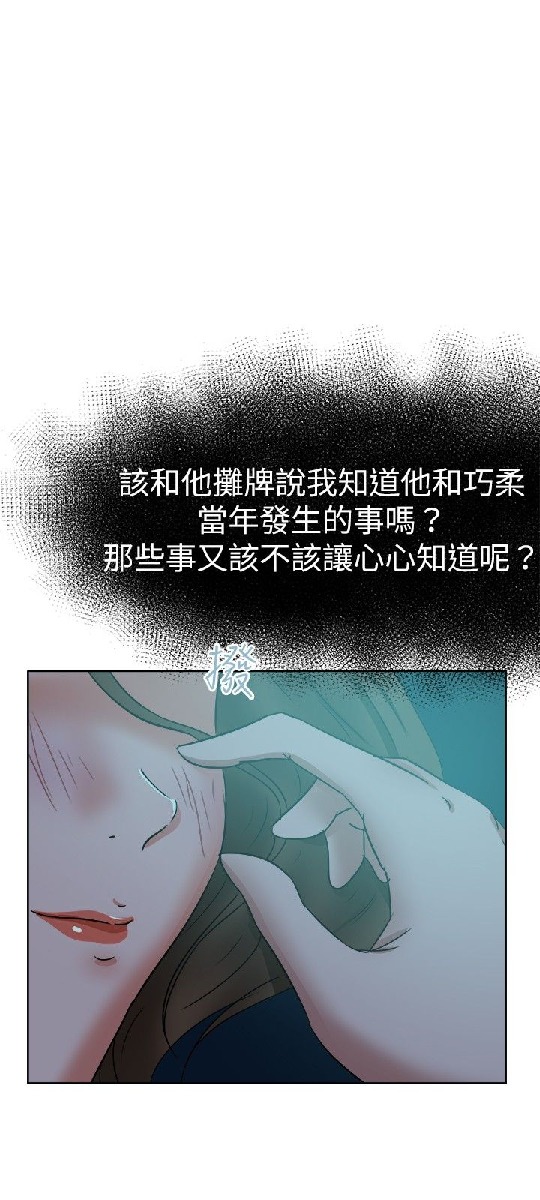 該和他攤牌說我知道他和巧柔
當年發生的事嗎？
那些事又該不該讓心心知道呢？
撥